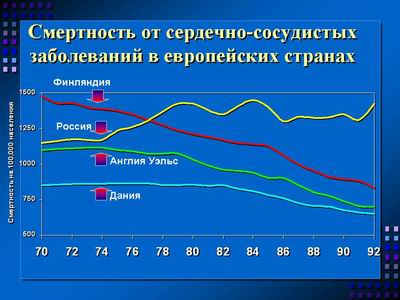 Смертность от сердечно-сосудистых
заболеваний в европейских странах
Смертность на 100,000 населения
1500
1250
1000
750
500
Финляндия
Россия
Англия Уэльс
Дания
70 72 74 76 78 80 82 84 86 88 90 92